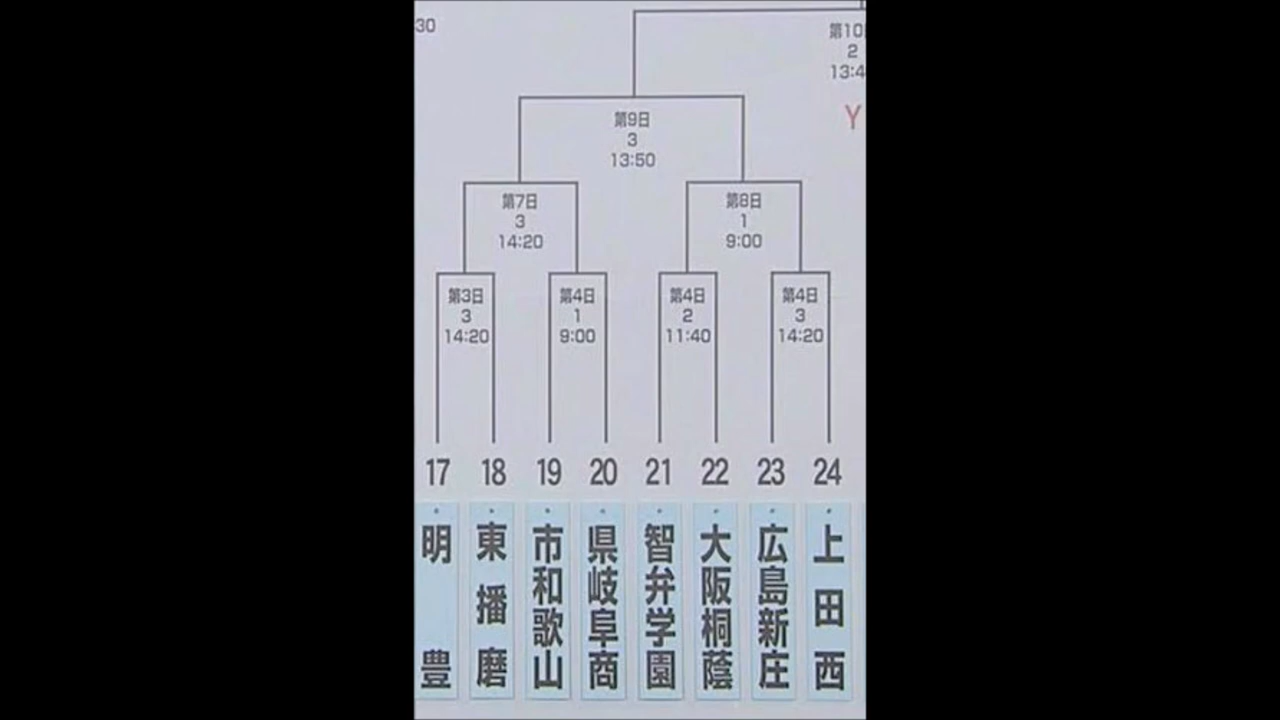 30
第10
2
13:4
Y
第9日
3
13:50
第7日
3
14:20
第8日
1
9:00
第3日
3
14:20
第4日
1
9:00
第4日
2
11:40
第4日
3
14:20
17 18 19 20 21 22 23 24
明豊
東播磨
市和歌山
県岐阜商
智弁学園
大阪桐蔭
広島新庄
上田西